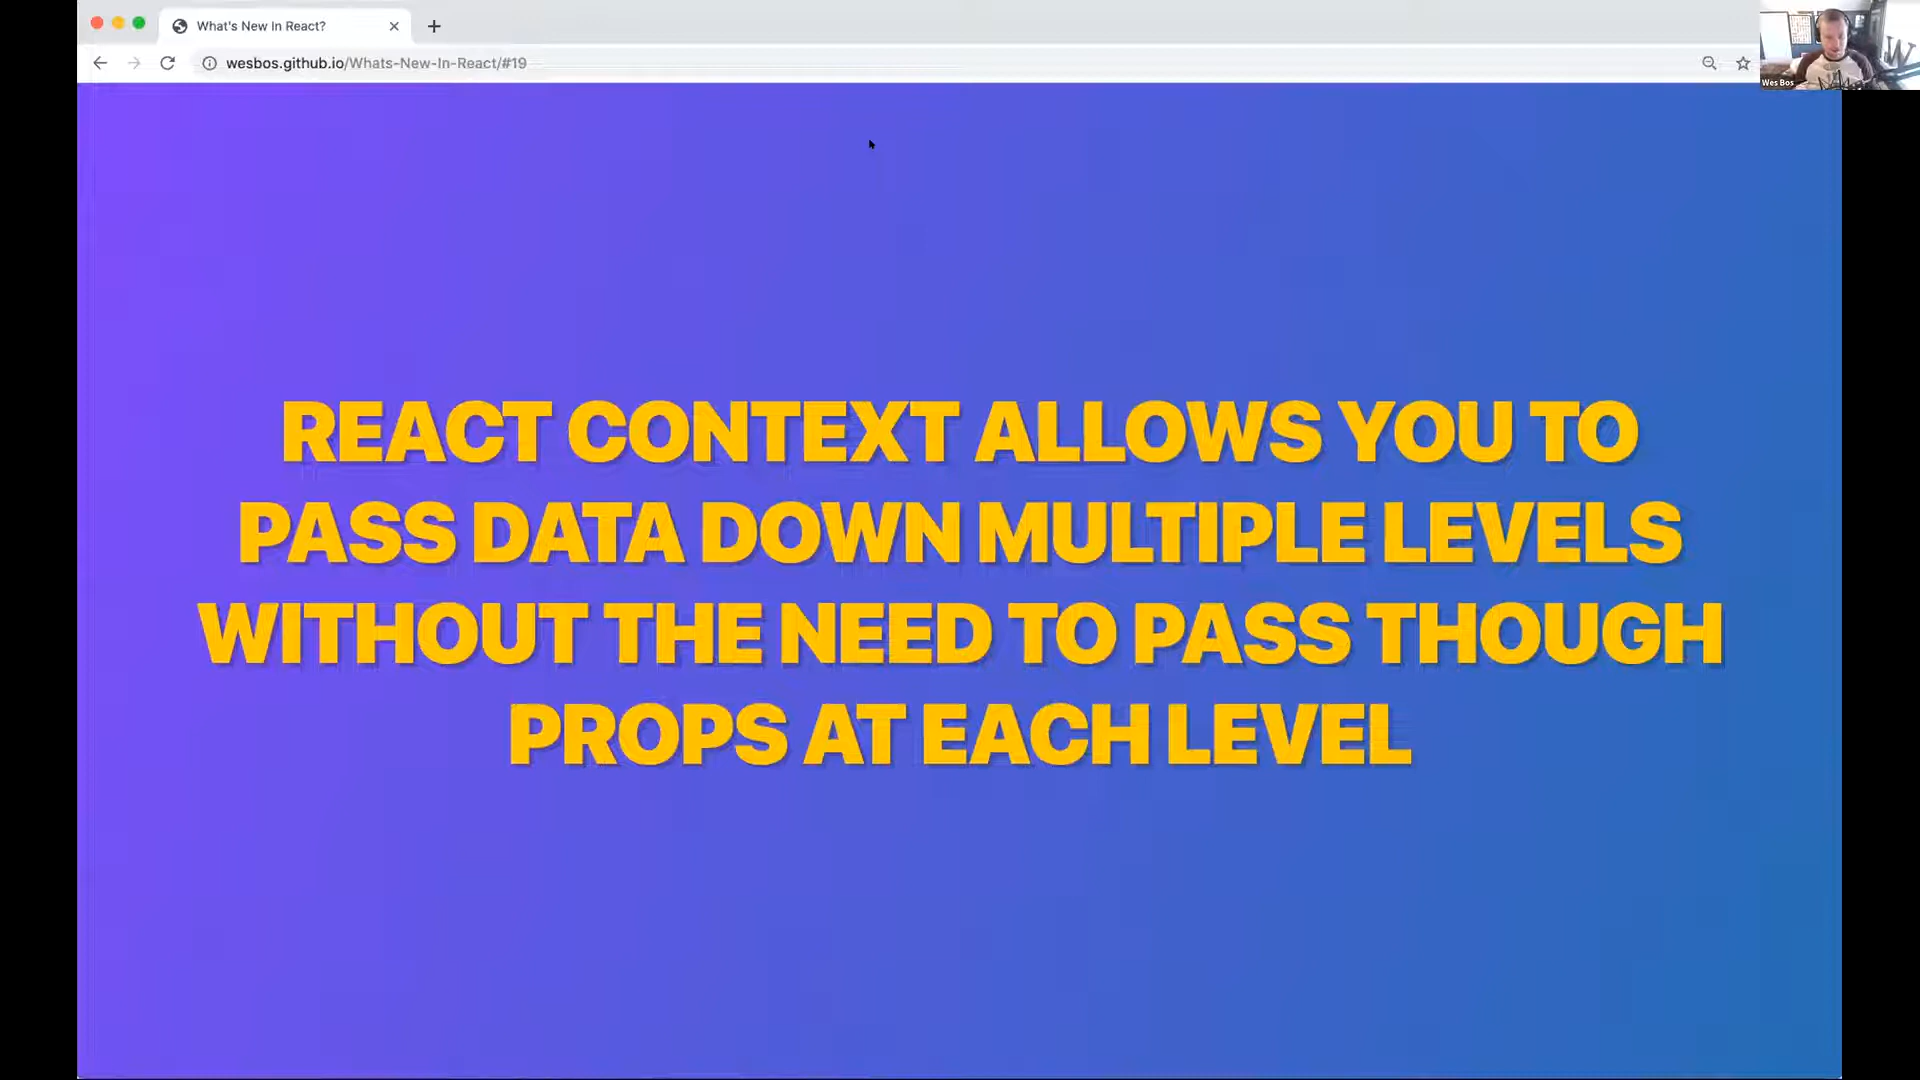 What's New In React?
wesbos.github.io/Whats-New-In-React/#19
Wes Bos
REACT CONTEXT ALLOWS YOU TO
PASS DATA DOWN MULTIPLE LEVELS
WITHOUT THE NEED TO PASS THOUGH
PROPS AT EACH LEVEL